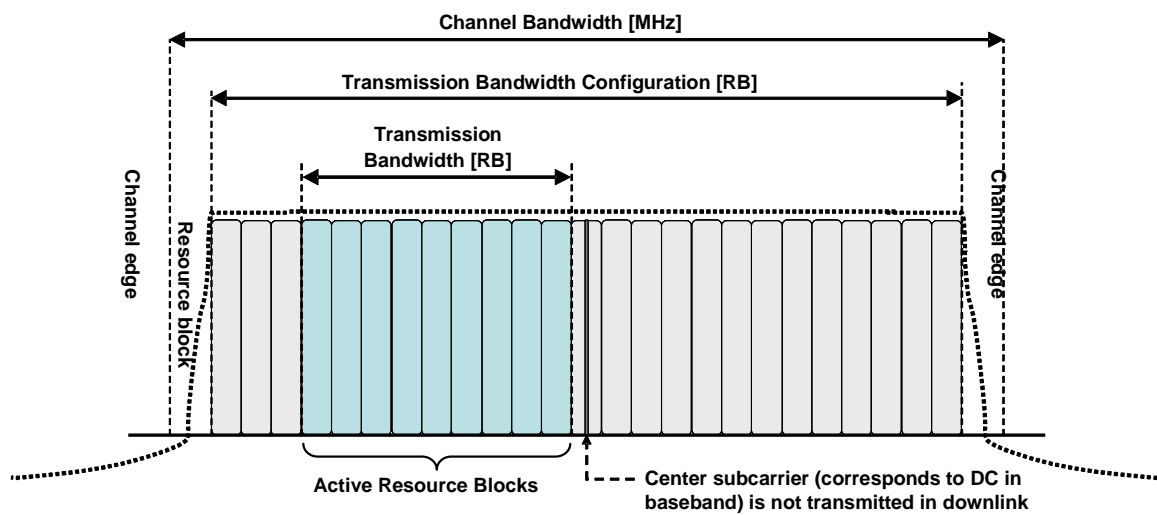 Channel Bandwidth [MHz]
Transmission Bandwidth Configuration [RB]
Transmission
Bandwidth [RB]
Channel edge
Resource block
Channel edge
Active Resource Blocks
Center subcarrier (corresponds to DC in
baseband) is not transmitted in downlink